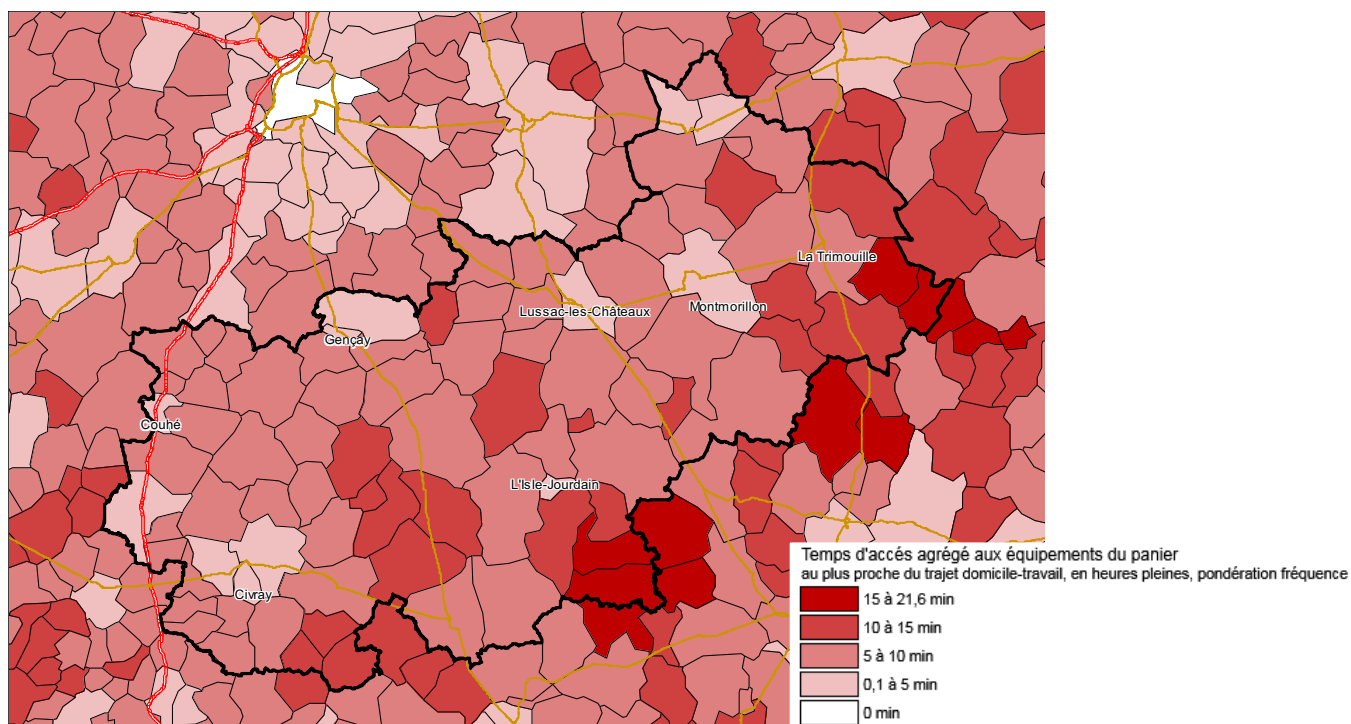 La Trimouille
Montmorillon
Lussac-les-Châteaux
Gençay
Couhé
L'Isle-Jourdain
Civray
Temps d'accés agrégé aux équipements du panier
au plus proche du trajet domicile-travail, en heures pleines, pondération fréquence
15 à 21,6 min
10 à 15 min
5 à 10 min
0,1 à 5 min
0 min